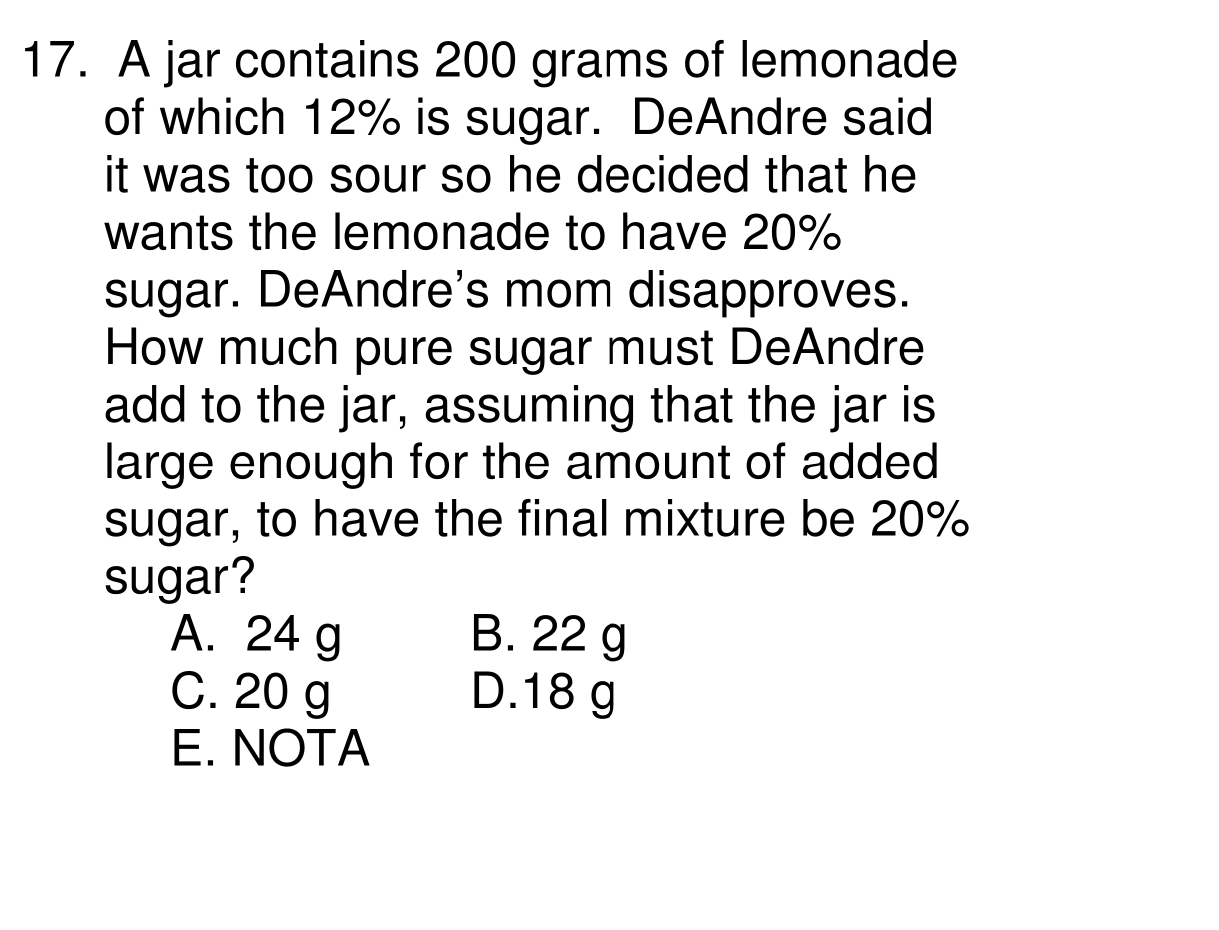 17.  A jar contains 200 grams of lemonade
of which 12% is sugar.  DeAndre said
it was too sour so he decided that he
wants the lemonade to have 20%
sugar. DeAndre’s mom disapproves.
How much pure sugar must DeAndre
add to the jar, assuming that the jar is
large enough for the amount of added
sugar, to have the final mixture be 20%
sugar?
A.  24 g B. 22 g
C. 20 g D.18 g
E. NOTA